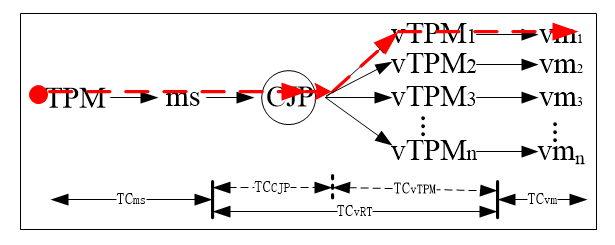 vTPM1 vm1
vTPM2 vm2
TPM ms CJP vTPM3 vm3
vTPMn vmn
TCCJP TCvTPM
TCms TCvRT TCvm